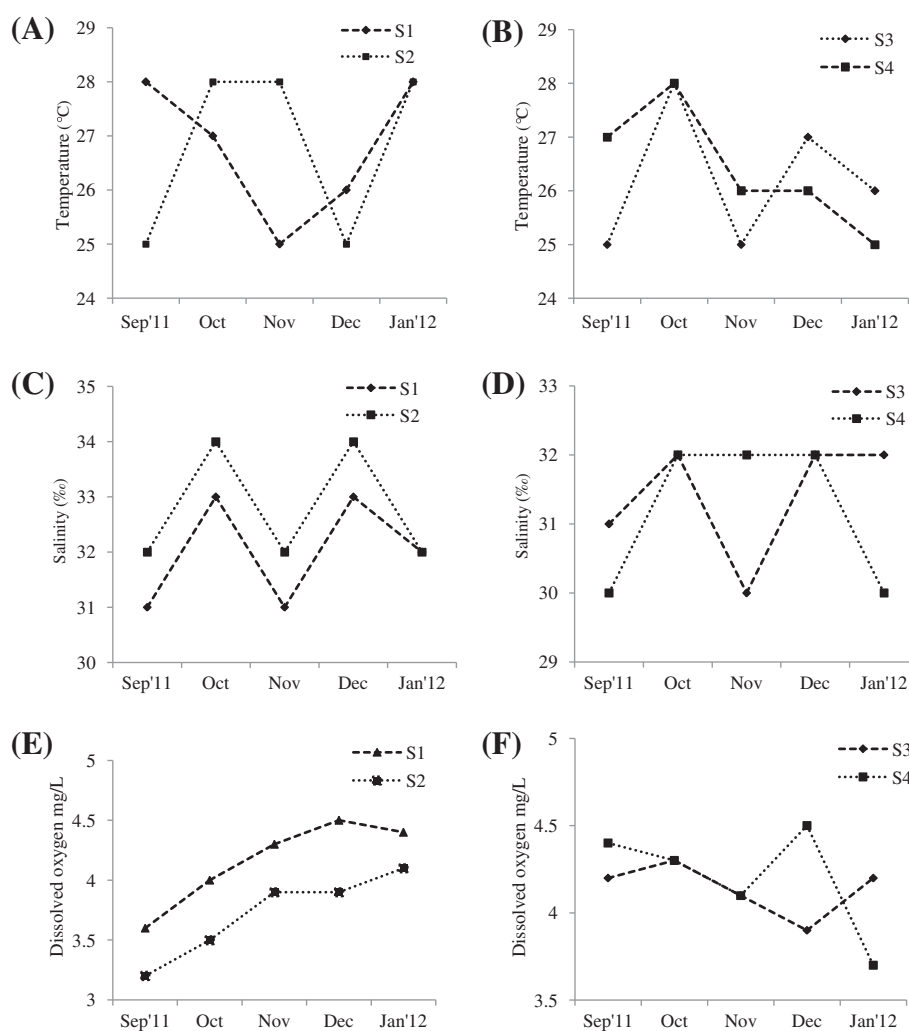 (A)
S1
S2
Temperature (°C)
29
28
27
26
25
24
Sep'11 Oct Nov Dec Jan'12
(B)
S3
S4
Temperature (°C)
29
28
27
26
25
24
Sep'11 Oct Nov Dec Jan'12
(C)
S1
S2
Salinity (‰)
35
34
33
32
31
30
Sep'11 Oct Nov Dec Jan'12
(D)
S3
S4
Salinity (‰)
33
32
31
30
29
Sep'11 Oct Nov Dec Jan'12
(E)
S1
S2
Dissolved oxygen mg/L
5
4.5
4
3.5
3
Sep'11 Oct Nov Dec Jan'12
(F)
S3
S4
Dissolved oxygen mg/L
5
4.5
4
3.5
Sep'11 Oct Nov Dec Jan'12